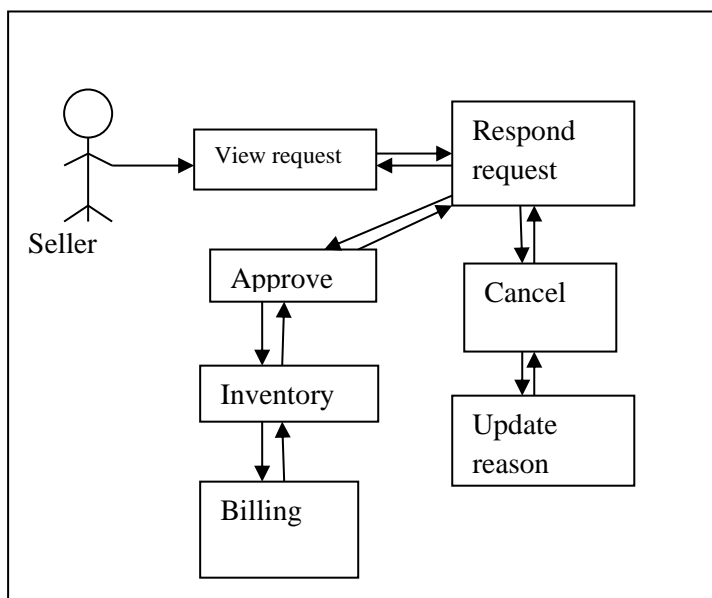 View request
Respond
request
Seller
Approve
Cancel
Inventory
Update
reason
Billing